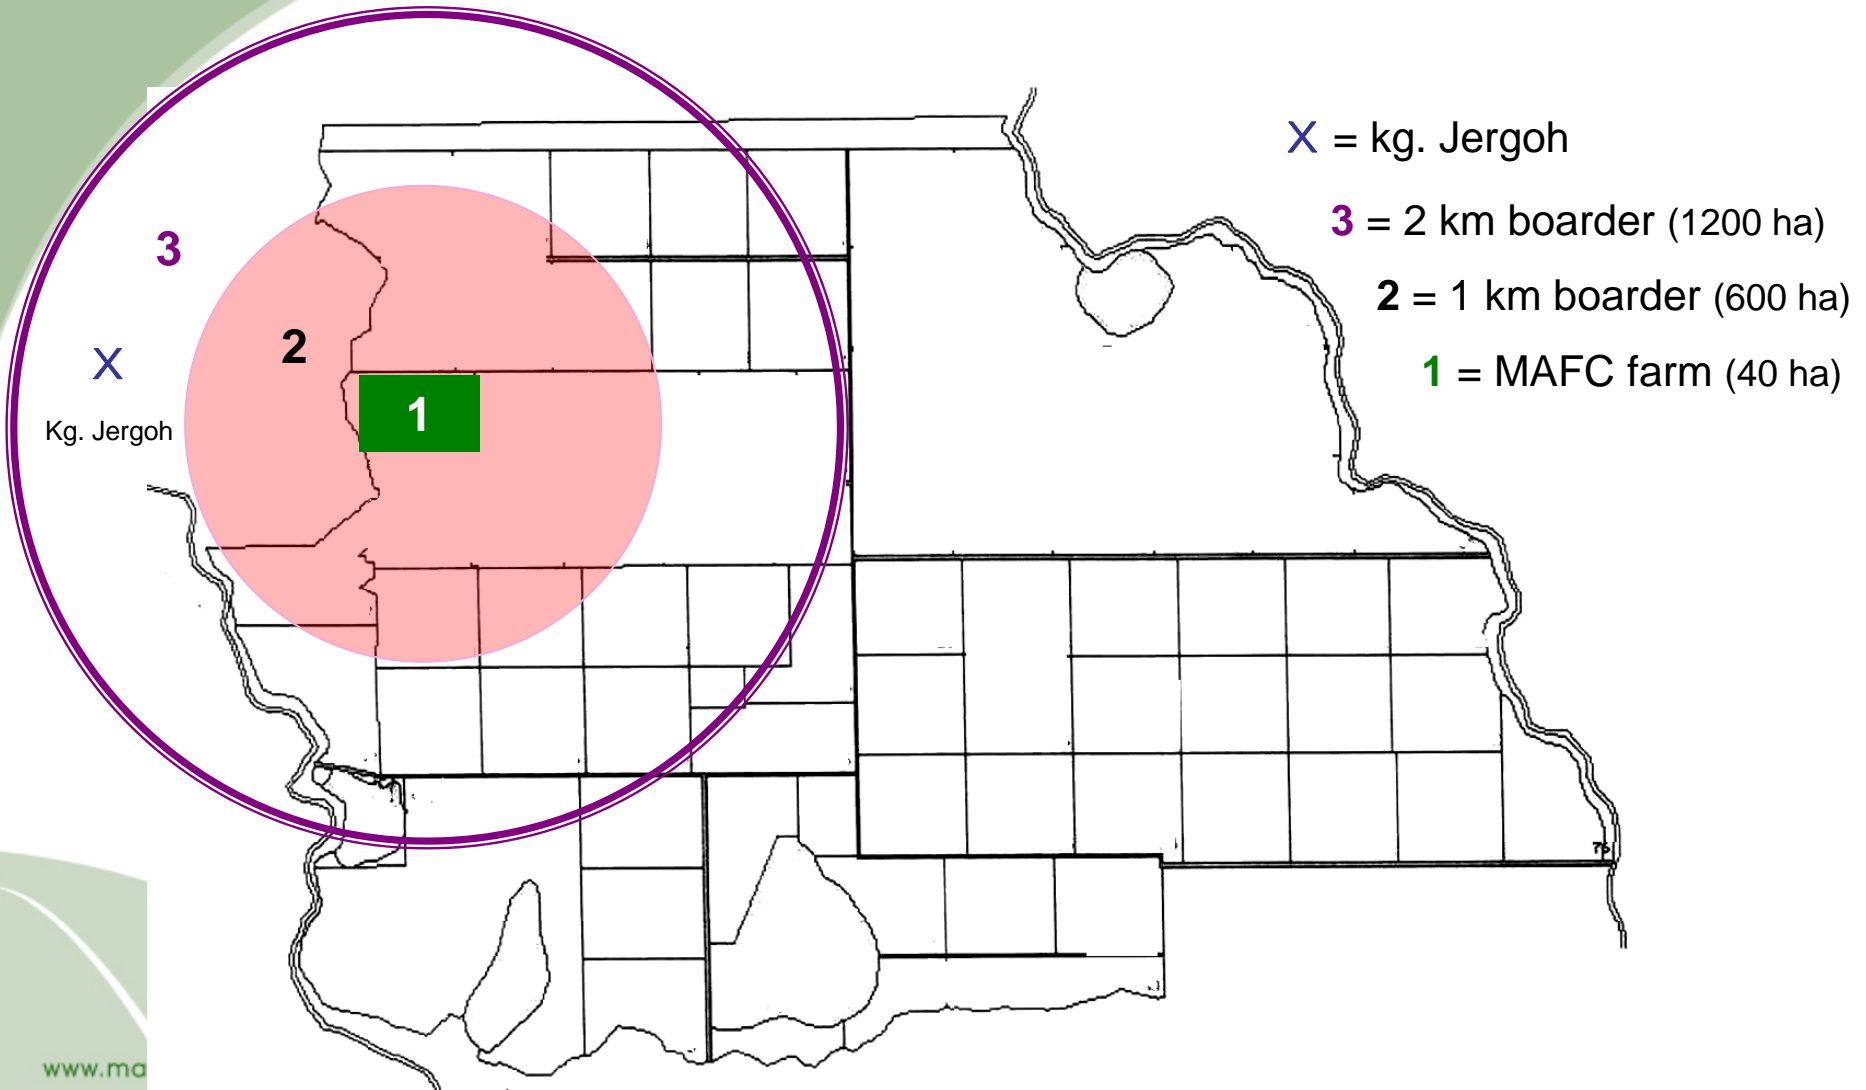 X = kg. Jergoh
3 = 2 km boarder (1200 ha)
2 = 1 km boarder (600 ha)
1 = MAFC farm (40 ha)
3
2
X
1
Kg. Jergoh
75
www.ma